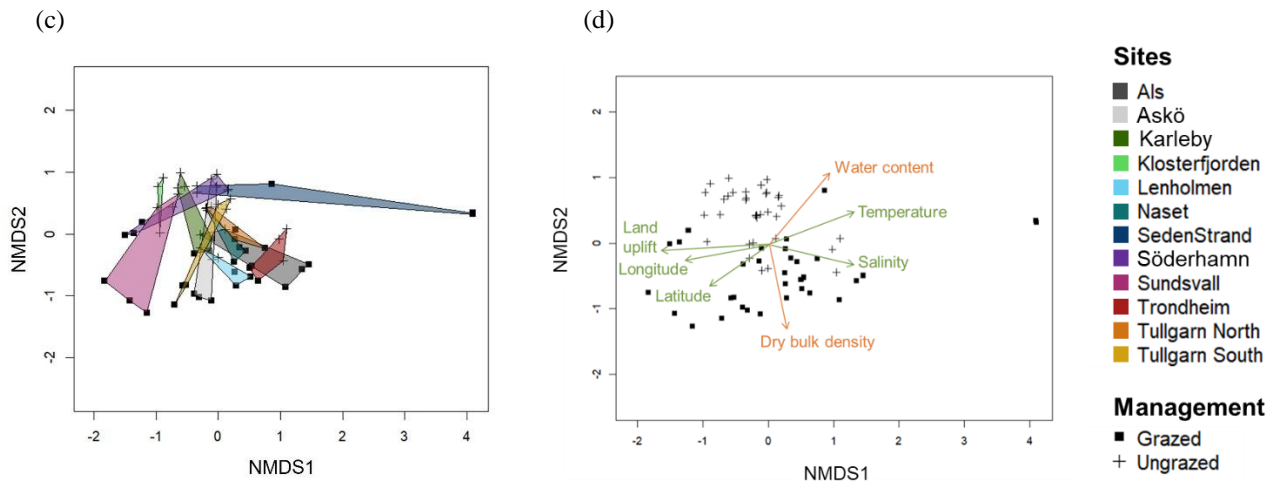 (c)
(d)
2
1
0
-1
-2
NMDS2
-2
-1
0
1
2
3
4
NMDS1
2
1
0
-1
-2
NMDS2
Water content
Temperature
Land
uplift
Longitude
Salinity
Latitude
Dry bulk density
-2
-1
0
1
2
3
4
NMDS1
Sites
Als
Askö
Karleby
Klosterfjorden
Lenholmen
Naset
SedenStrand
Söderhamn
Sundsvall
Trondheim
Tullgarn North
Tullgarn South
Management
Grazed
Ungrazed